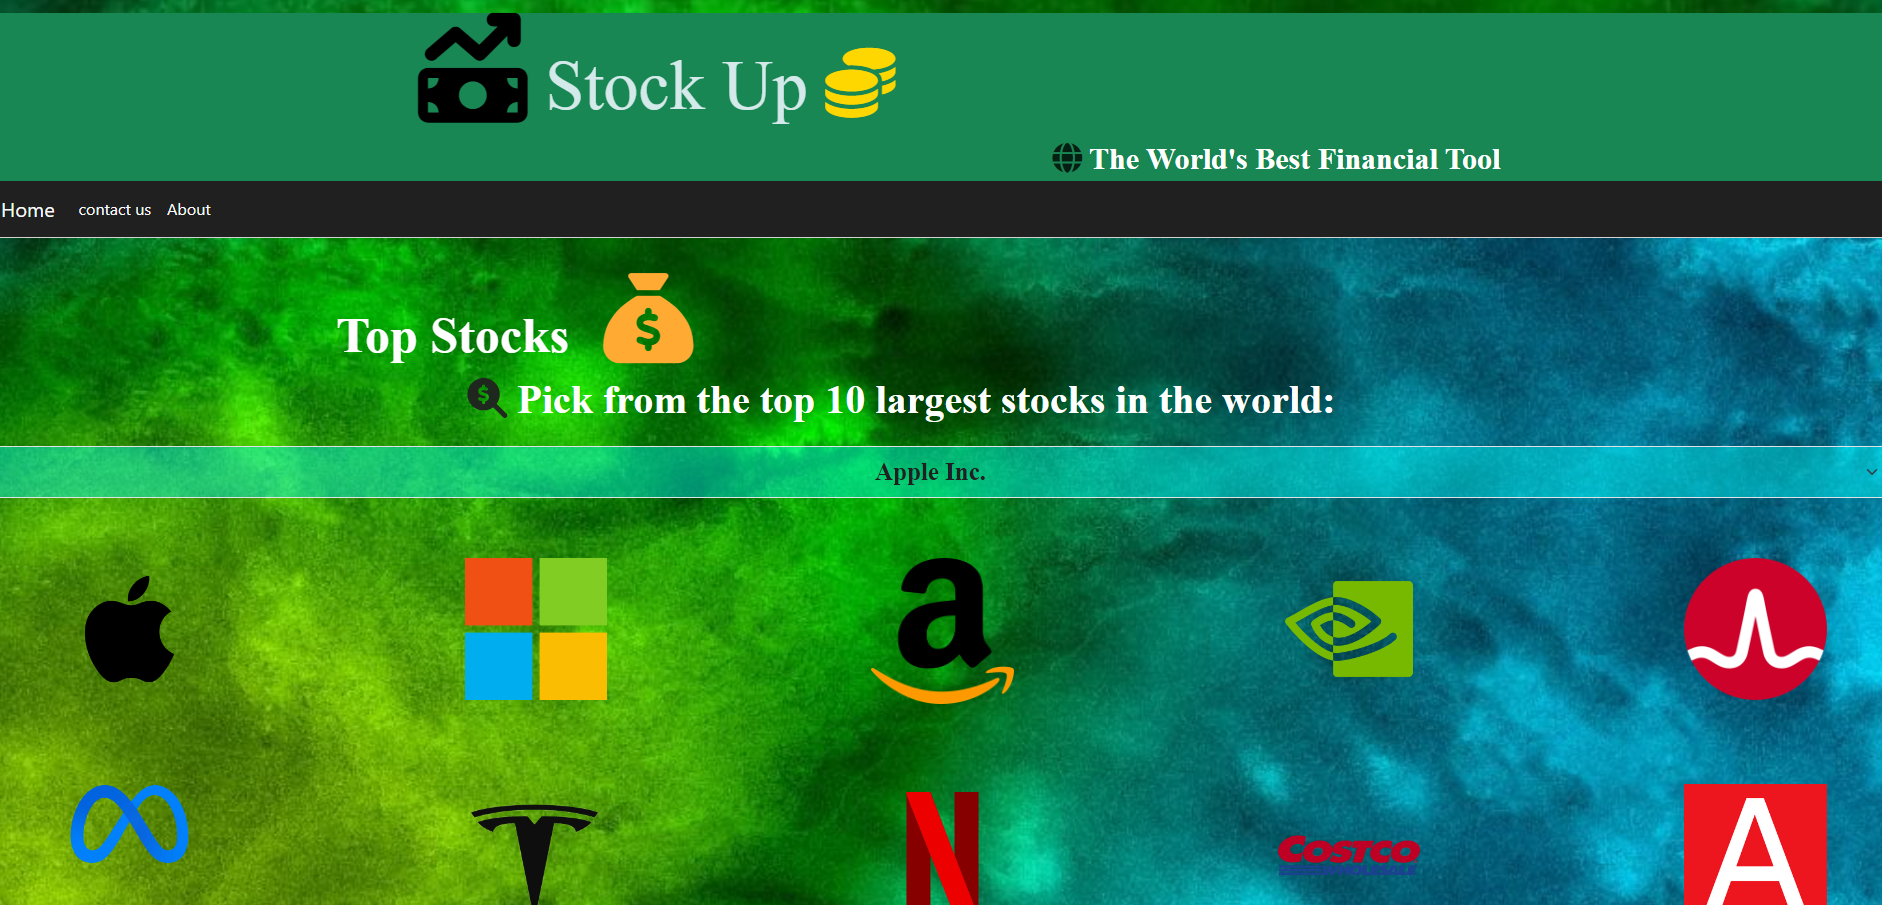 Stock Up
The World's Best Financial Tool
Home contact us About
Top Stocks
Pick from the top 10 largest stocks in the world:
Apple Inc.
a
COSTCO
N
A